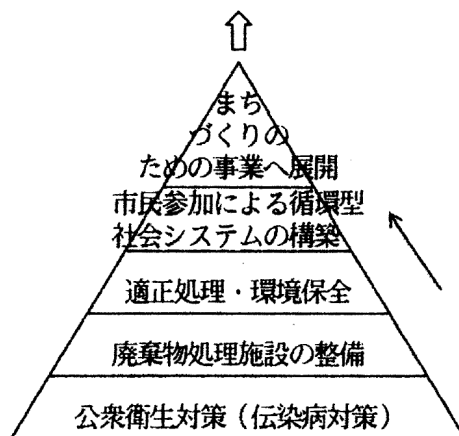 まち
づくりの
ための事業へ展開
市民参加による循環型
社会システムの構築
適正処理・環境保全
廃棄物処理施設の整備
公衆衛生対策（伝染病対策）